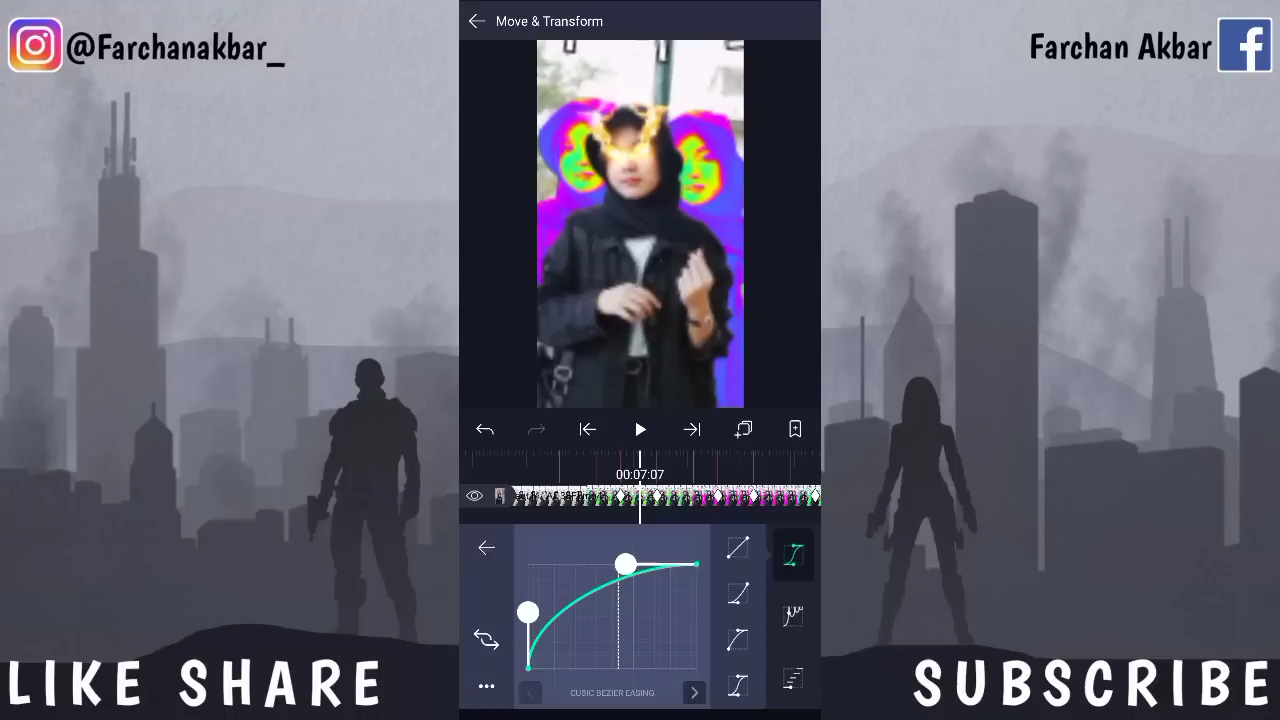 @Farchanakbar_
Farchan Akbar
Move & Transform
00:07:07
CUBIC BEZIER EASING
LIKE SHARE
SUBSCRIBE